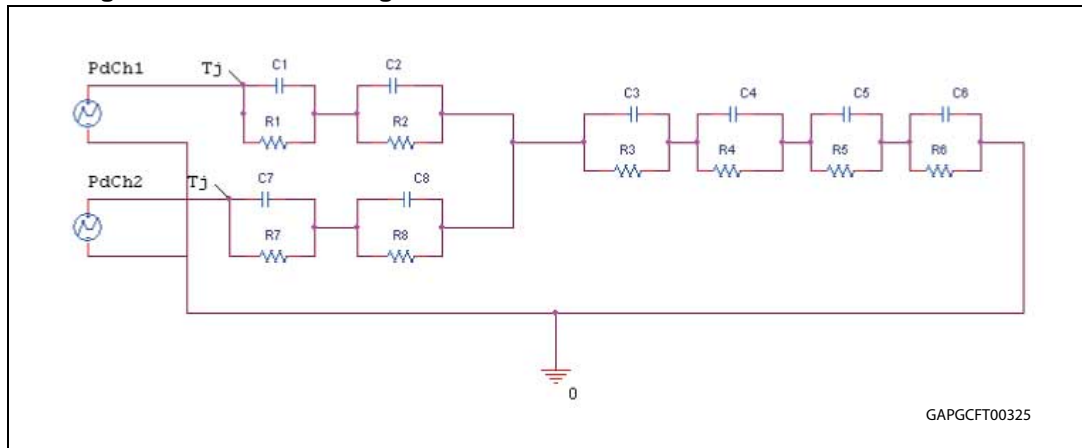 PdCh1
Tj
C1
C2
R1
R2
C3
C4
C5
C6
R3
R4
R5
R6
PdCh2
Tj
C7
C8
R7
R8
0
GAPGCFT00325